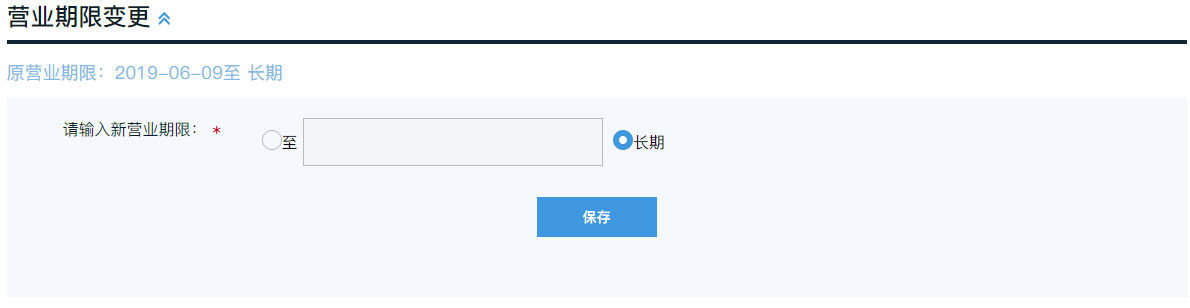 营业期限变更
原营业期限：2019-06-09至 长期
请输入新营业期限： * 至 长期
保存